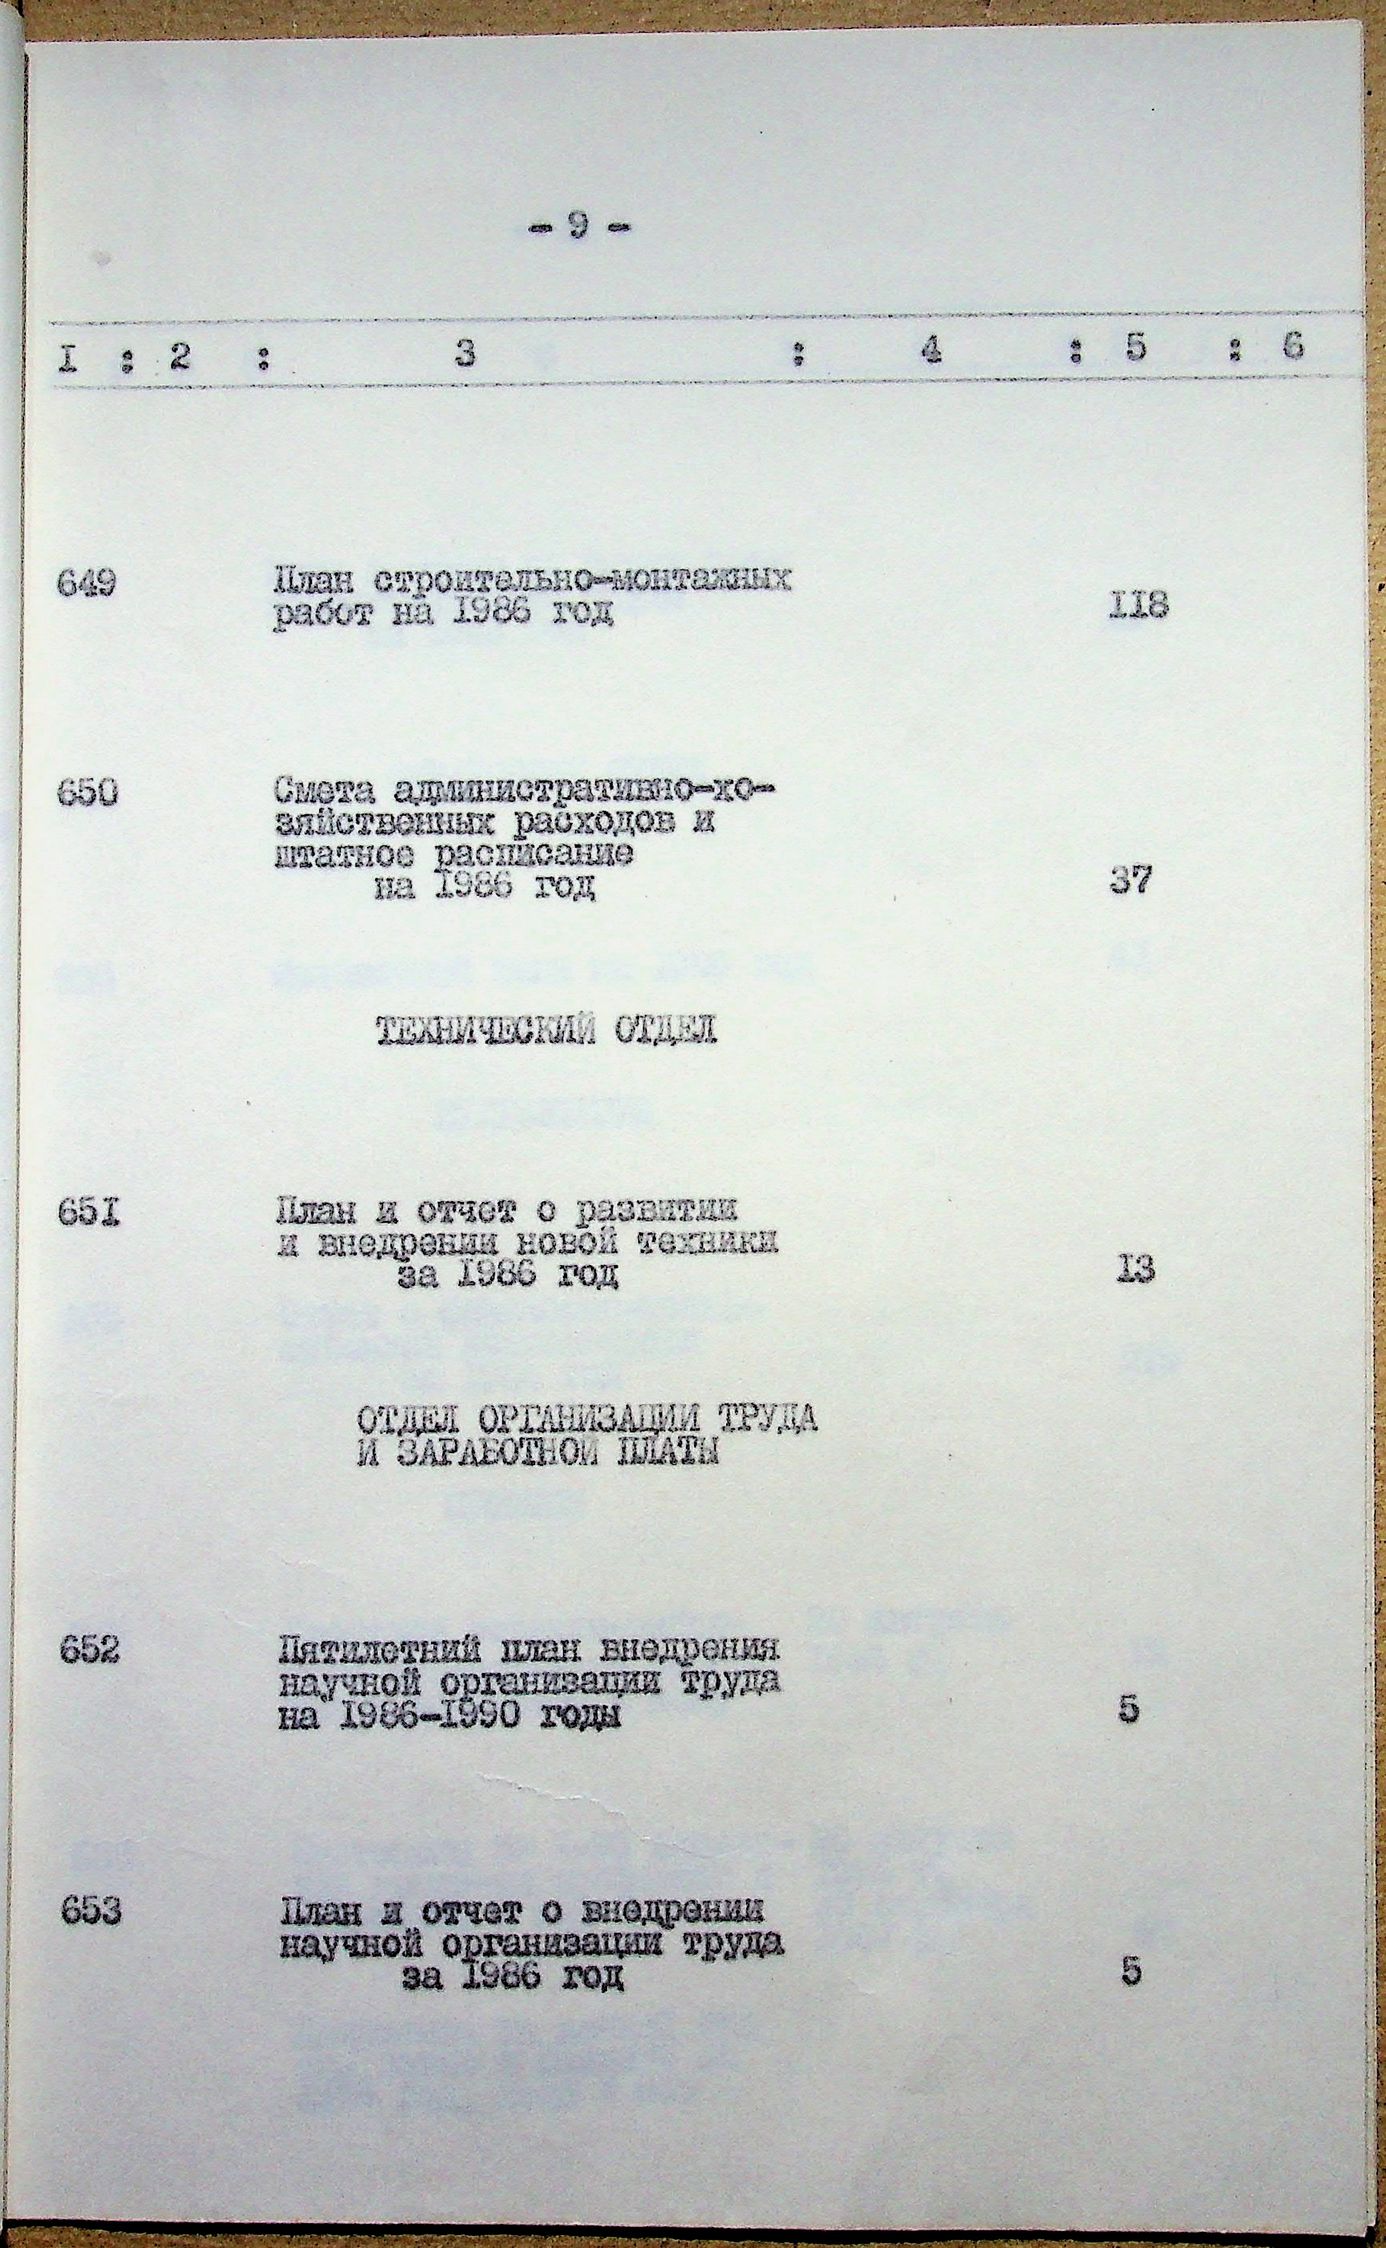 - 9 -
I : 2 : 3 : 4 : 5 : 6
649 План строительно-монтажных
работ на 1986 год 118
650 Смета административно-хо-
зяйственных расходов и
штатное расписание
на 1986 год 37
ТЕХНИЧЕСКИЙ ОТДЕЛ
651 План и отчет о развитии
и внедрении новой техники
за 1986 год 13
ОТДЕЛ ОРГАНИЗАЦИИ ТРУДА
И ЗАРАБОТНОЙ ПЛАТЫ
652 Пятилетний план внедрения
научной организации труда
на 1986-1990 годы 5
653 План и отчет о внедрении
научной организации труда
за 1986 год 5